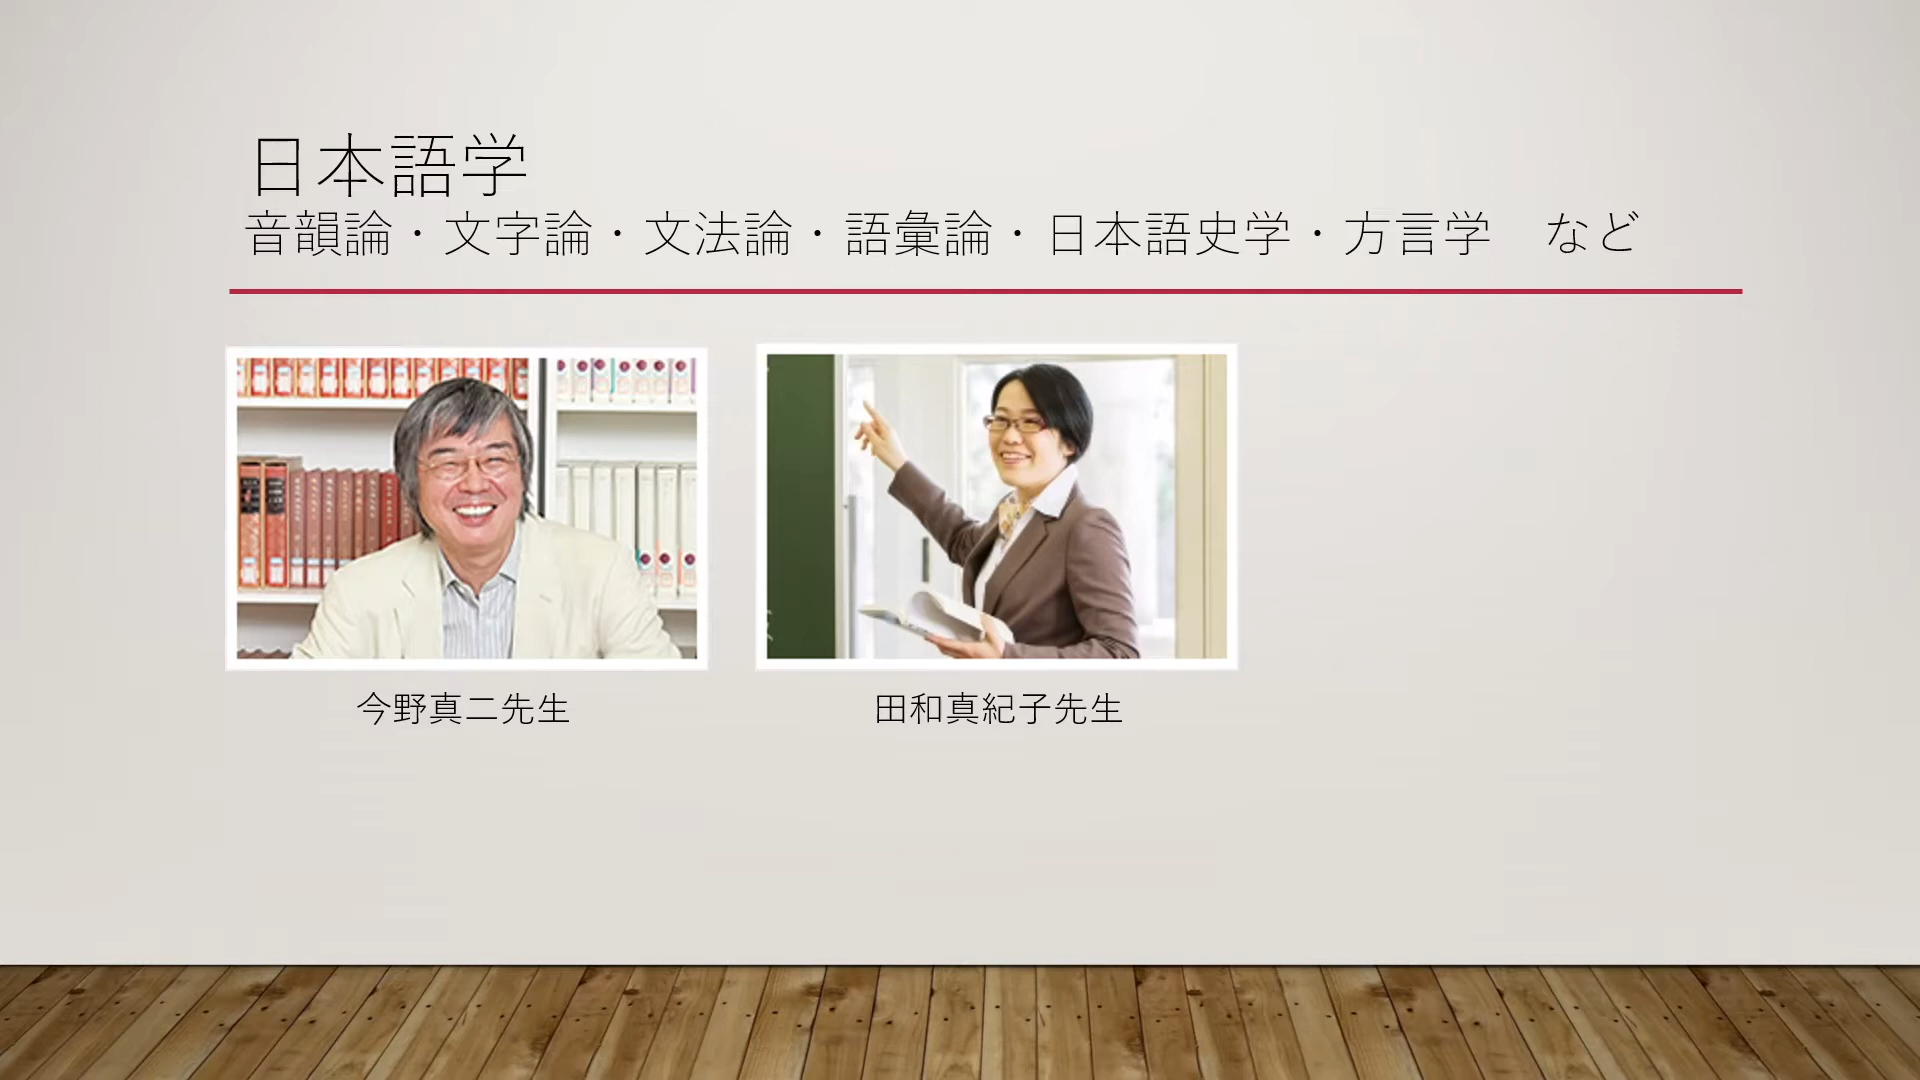 日本語学
音韻論・文字論・文法論・語彙論・日本語史学・方言学　など
今野真二先生
田和真紀子先生